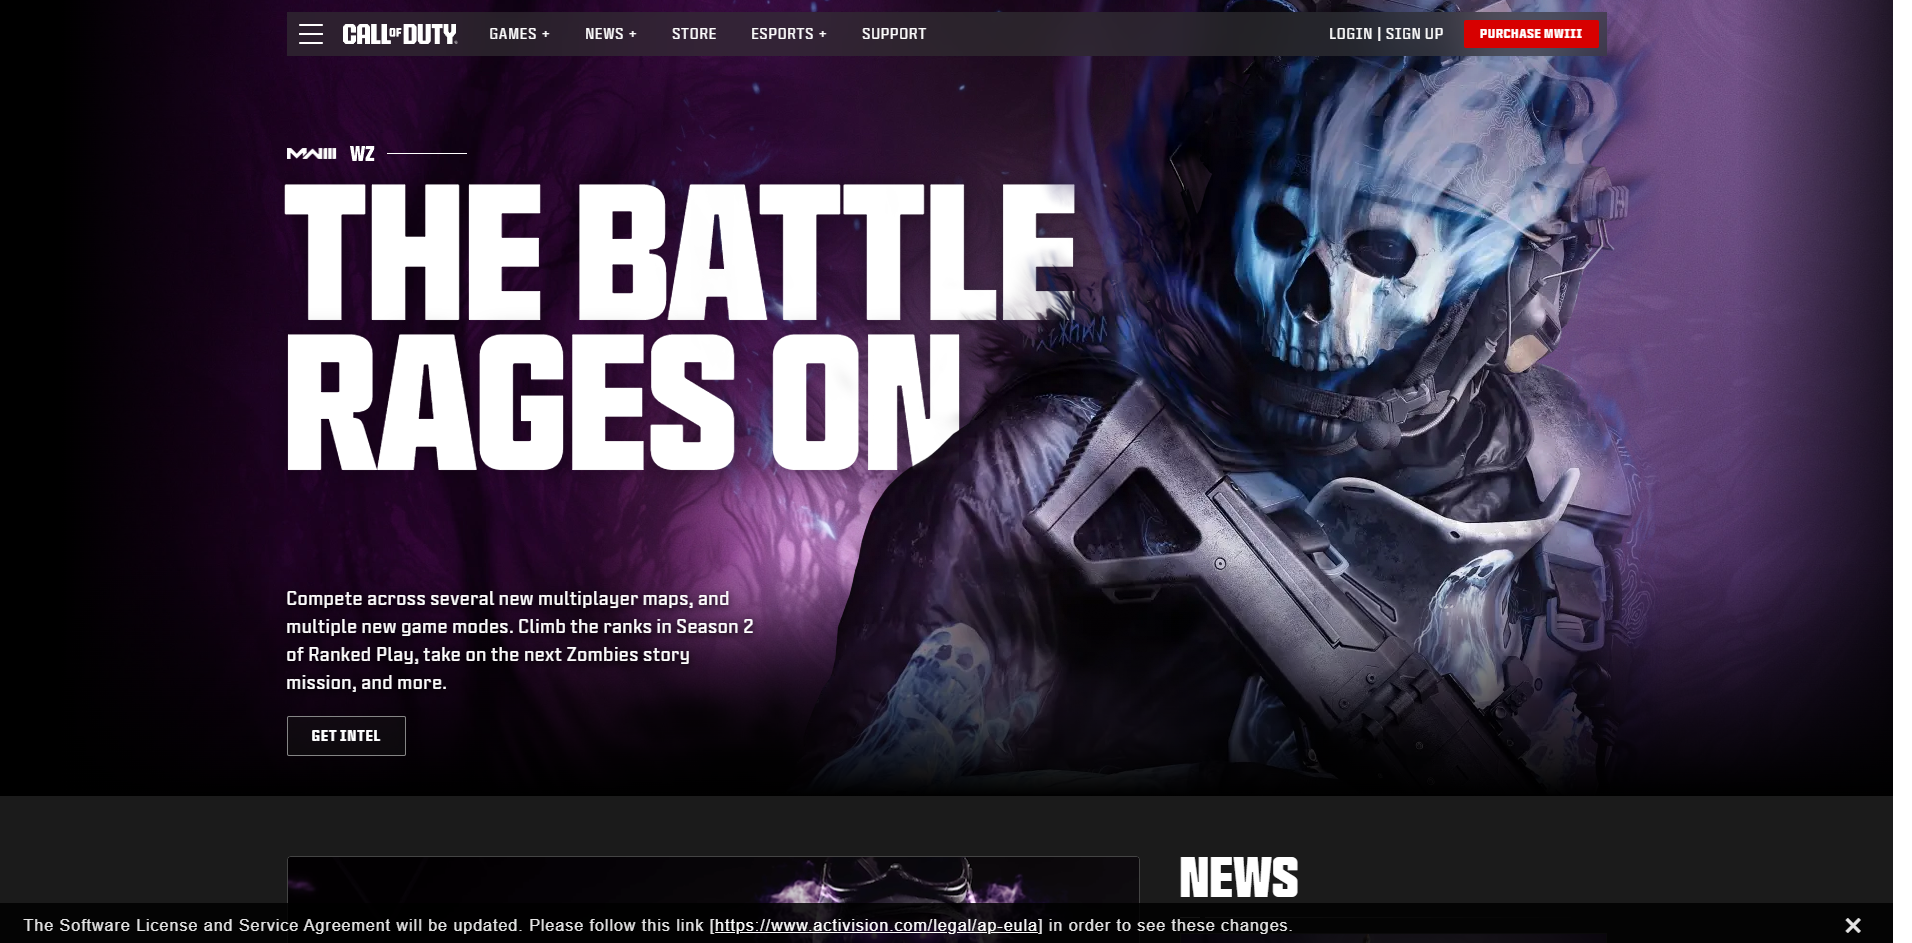 CALL OF DUTY
GAMES +
NEWS +
STORE
ESPORTS +
SUPPORT
LOGIN | SIGN UP
PURCHASE MWIII
MWIII WZ
THE BATTLE
RAGES ON
Compete across several new multiplayer maps, and
multiple new game modes. Climb the ranks in Season 2
of Ranked Play, take on the next Zombies story
mission, and more.
GET INTEL
NEWS
The Software License and Service Agreement will be updated. Please follow this link [https://www.activision.com/legal/ap-eula] in order to see these changes.